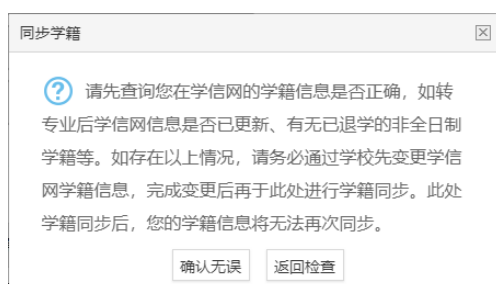 同步学籍
请先查询您在学信网的学籍信息是否正确，如转
专业后学信网信息是否已更新、有无已退学的非全日制
学籍等。如存在以上情况，请务必通过学校先变更学信
网学籍信息，完成变更后再于此处进行学籍同步。此处
学籍同步后，您的学籍信息将无法再次同步。
确认无误 返回检查